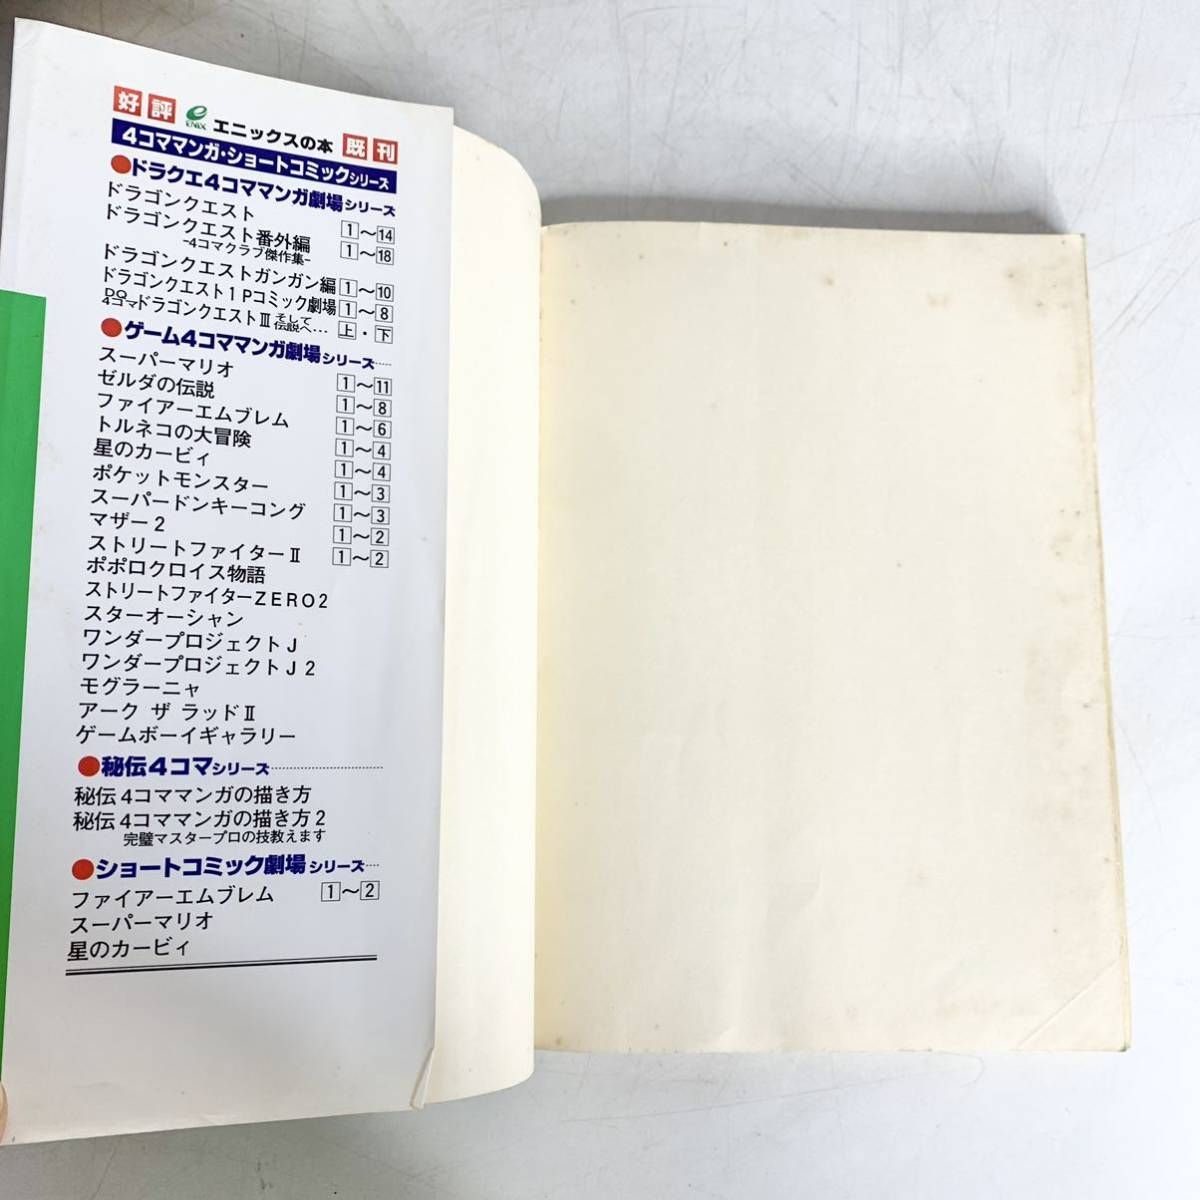 好評 ENIX エニックスの本 既刊
4コママンガ・ショートコミックシリーズ
●ドラクエ4コママンガ劇場シリーズ
ドラゴンクエスト 1～14
ドラゴンクエスト番外編 1～18
-4コマクラブ傑作集-
ドラゴンクエストガンガン編 1～10
ドラゴンクエスト1Pコミック劇場 1～8
DQ4コマドラゴンクエストⅢそして伝説へ… 上・下
●ゲーム4コママンガ劇場シリーズ……
スーパーマリオ 1～11
ゼルダの伝説 1～8
ファイアーエムブレム 1～6
トルネコの大冒険 1～4
星のカービィ 1～4
ポケットモンスター 1～3
スーパードンキーコング 1～3
マザー2 1～2
ストリートファイターⅡ 1～2
ポポロクロイス物語
ストリートファイターZERO2
スターオーシャン
ワンダープロジェクトJ
ワンダープロジェクトJ2
モグラーニャ
アーク ザ ラッドⅡ
ゲームボーイギャラリー
●秘伝4コマシリーズ………………
秘伝4コママンガの描き方
秘伝4コママンガの描き方2
完璧マスタープロの技教えます
●ショートコミック劇場シリーズ……
ファイアーエムブレム 1～2
スーパーマリオ
星のカービィ